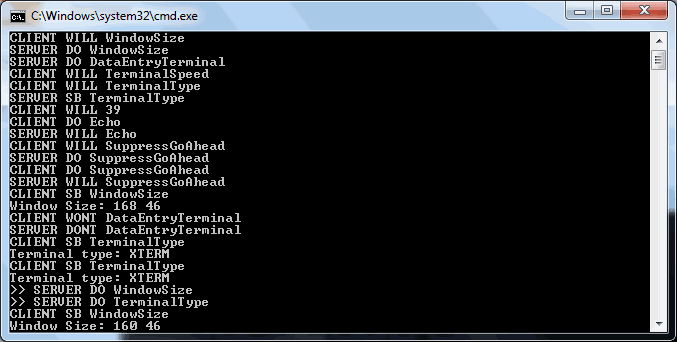 C:\Windows\system32\cmd.exe
CLIENT WILL WindowSize
SERVER DO WindowSize
SERVER DO DataEntryTerminal
CLIENT WILL TerminalSpeed
CLIENT WILL TerminalType
SERVER SB TerminalType
CLIENT WILL 39
CLIENT DO Echo
SERVER WILL Echo
CLIENT WILL SuppressGoAhead
SERVER DO SuppressGoAhead
CLIENT DO SuppressGoAhead
SERVER WILL SuppressGoAhead
CLIENT SB WindowSize
Window Size: 168 46
CLIENT WONT DataEntryTerminal
SERVER DONT DataEntryTerminal
CLIENT SB TerminalType
Terminal type: XTERM
CLIENT SB TerminalType
Terminal type: XTERM
>> SERVER DO WindowSize
>> SERVER DO TerminalType
CLIENT SB WindowSize
Window Size: 160 46